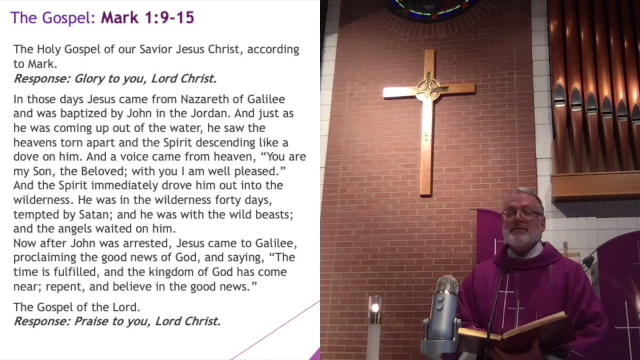 The Gospel: Mark 1:9-15
The Holy Gospel of our Savior Jesus Christ, according
to Mark.
Response: Glory to you, Lord Christ.
In those days Jesus came from Nazareth of Galilee
and was baptized by John in the Jordan. And just as
he was coming up out of the water, he saw the
heavens torn apart and the Spirit descending like a
dove on him. And a voice came from heaven, “You are
my Son, the Beloved; with you I am well pleased.”
And the Spirit immediately drove him out into the
wilderness. He was in the wilderness forty days,
tempted by Satan; and he was with the wild beasts;
and the angels waited on him.
Now after John was arrested, Jesus came to Galilee,
proclaiming the good news of God, and saying, “The
time is fulfilled, and the kingdom of God has come
near; repent, and believe in the good news.”
The Gospel of the Lord.
Response: Praise to you, Lord Christ.